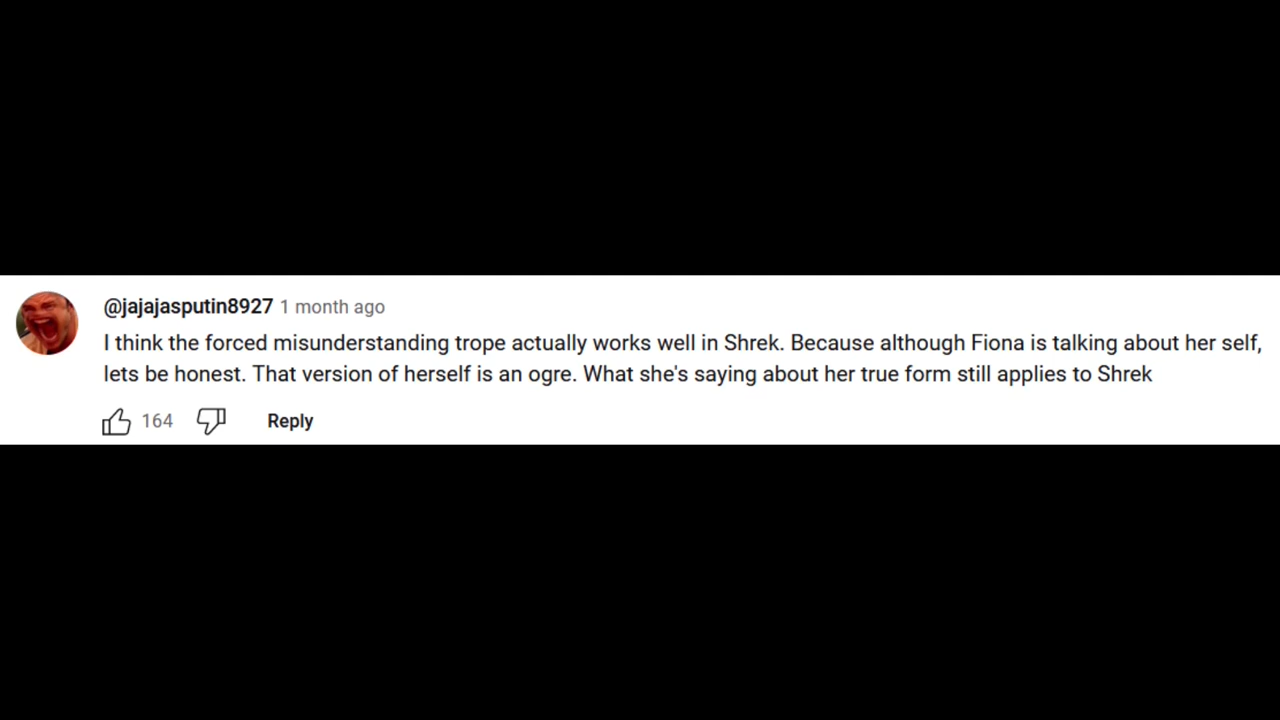 @jajajasputin8927 1 month ago
I think the forced misunderstanding trope actually works well in Shrek. Because although Fiona is talking about her self,
lets be honest. That version of herself is an ogre. What she's saying about her true form still applies to Shrek
164 Reply